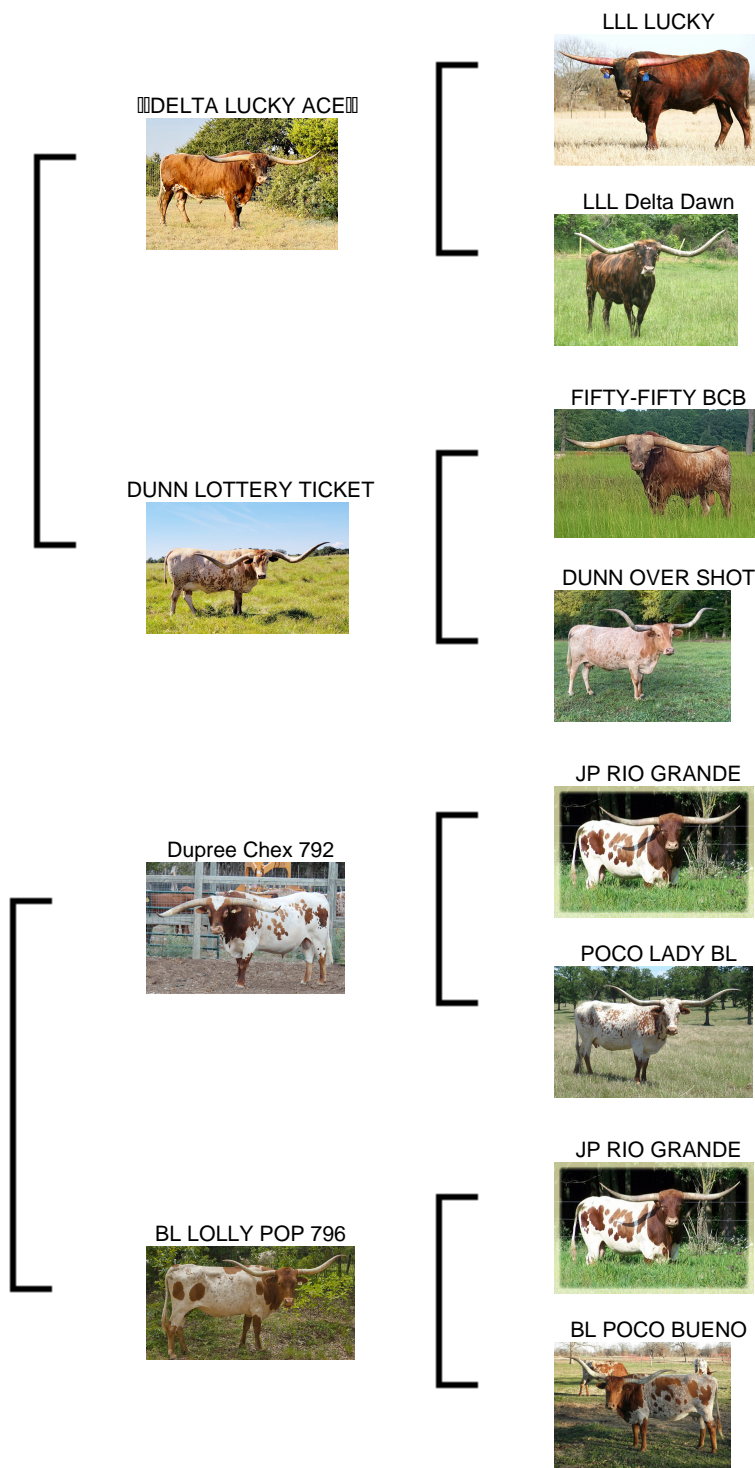 LLL LUCKY
▯▯DELTA LUCKY ACE▯▯
LLL Delta Dawn
FIFTY-FIFTY BCB
DUNN LOTTERY TICKET
DUNN OVER SHOT
JP RIO GRANDE
Dupree Chex 792
POCO LADY BL
JP RIO GRANDE
BL LOLLY POP 796
BL POCO BUENO